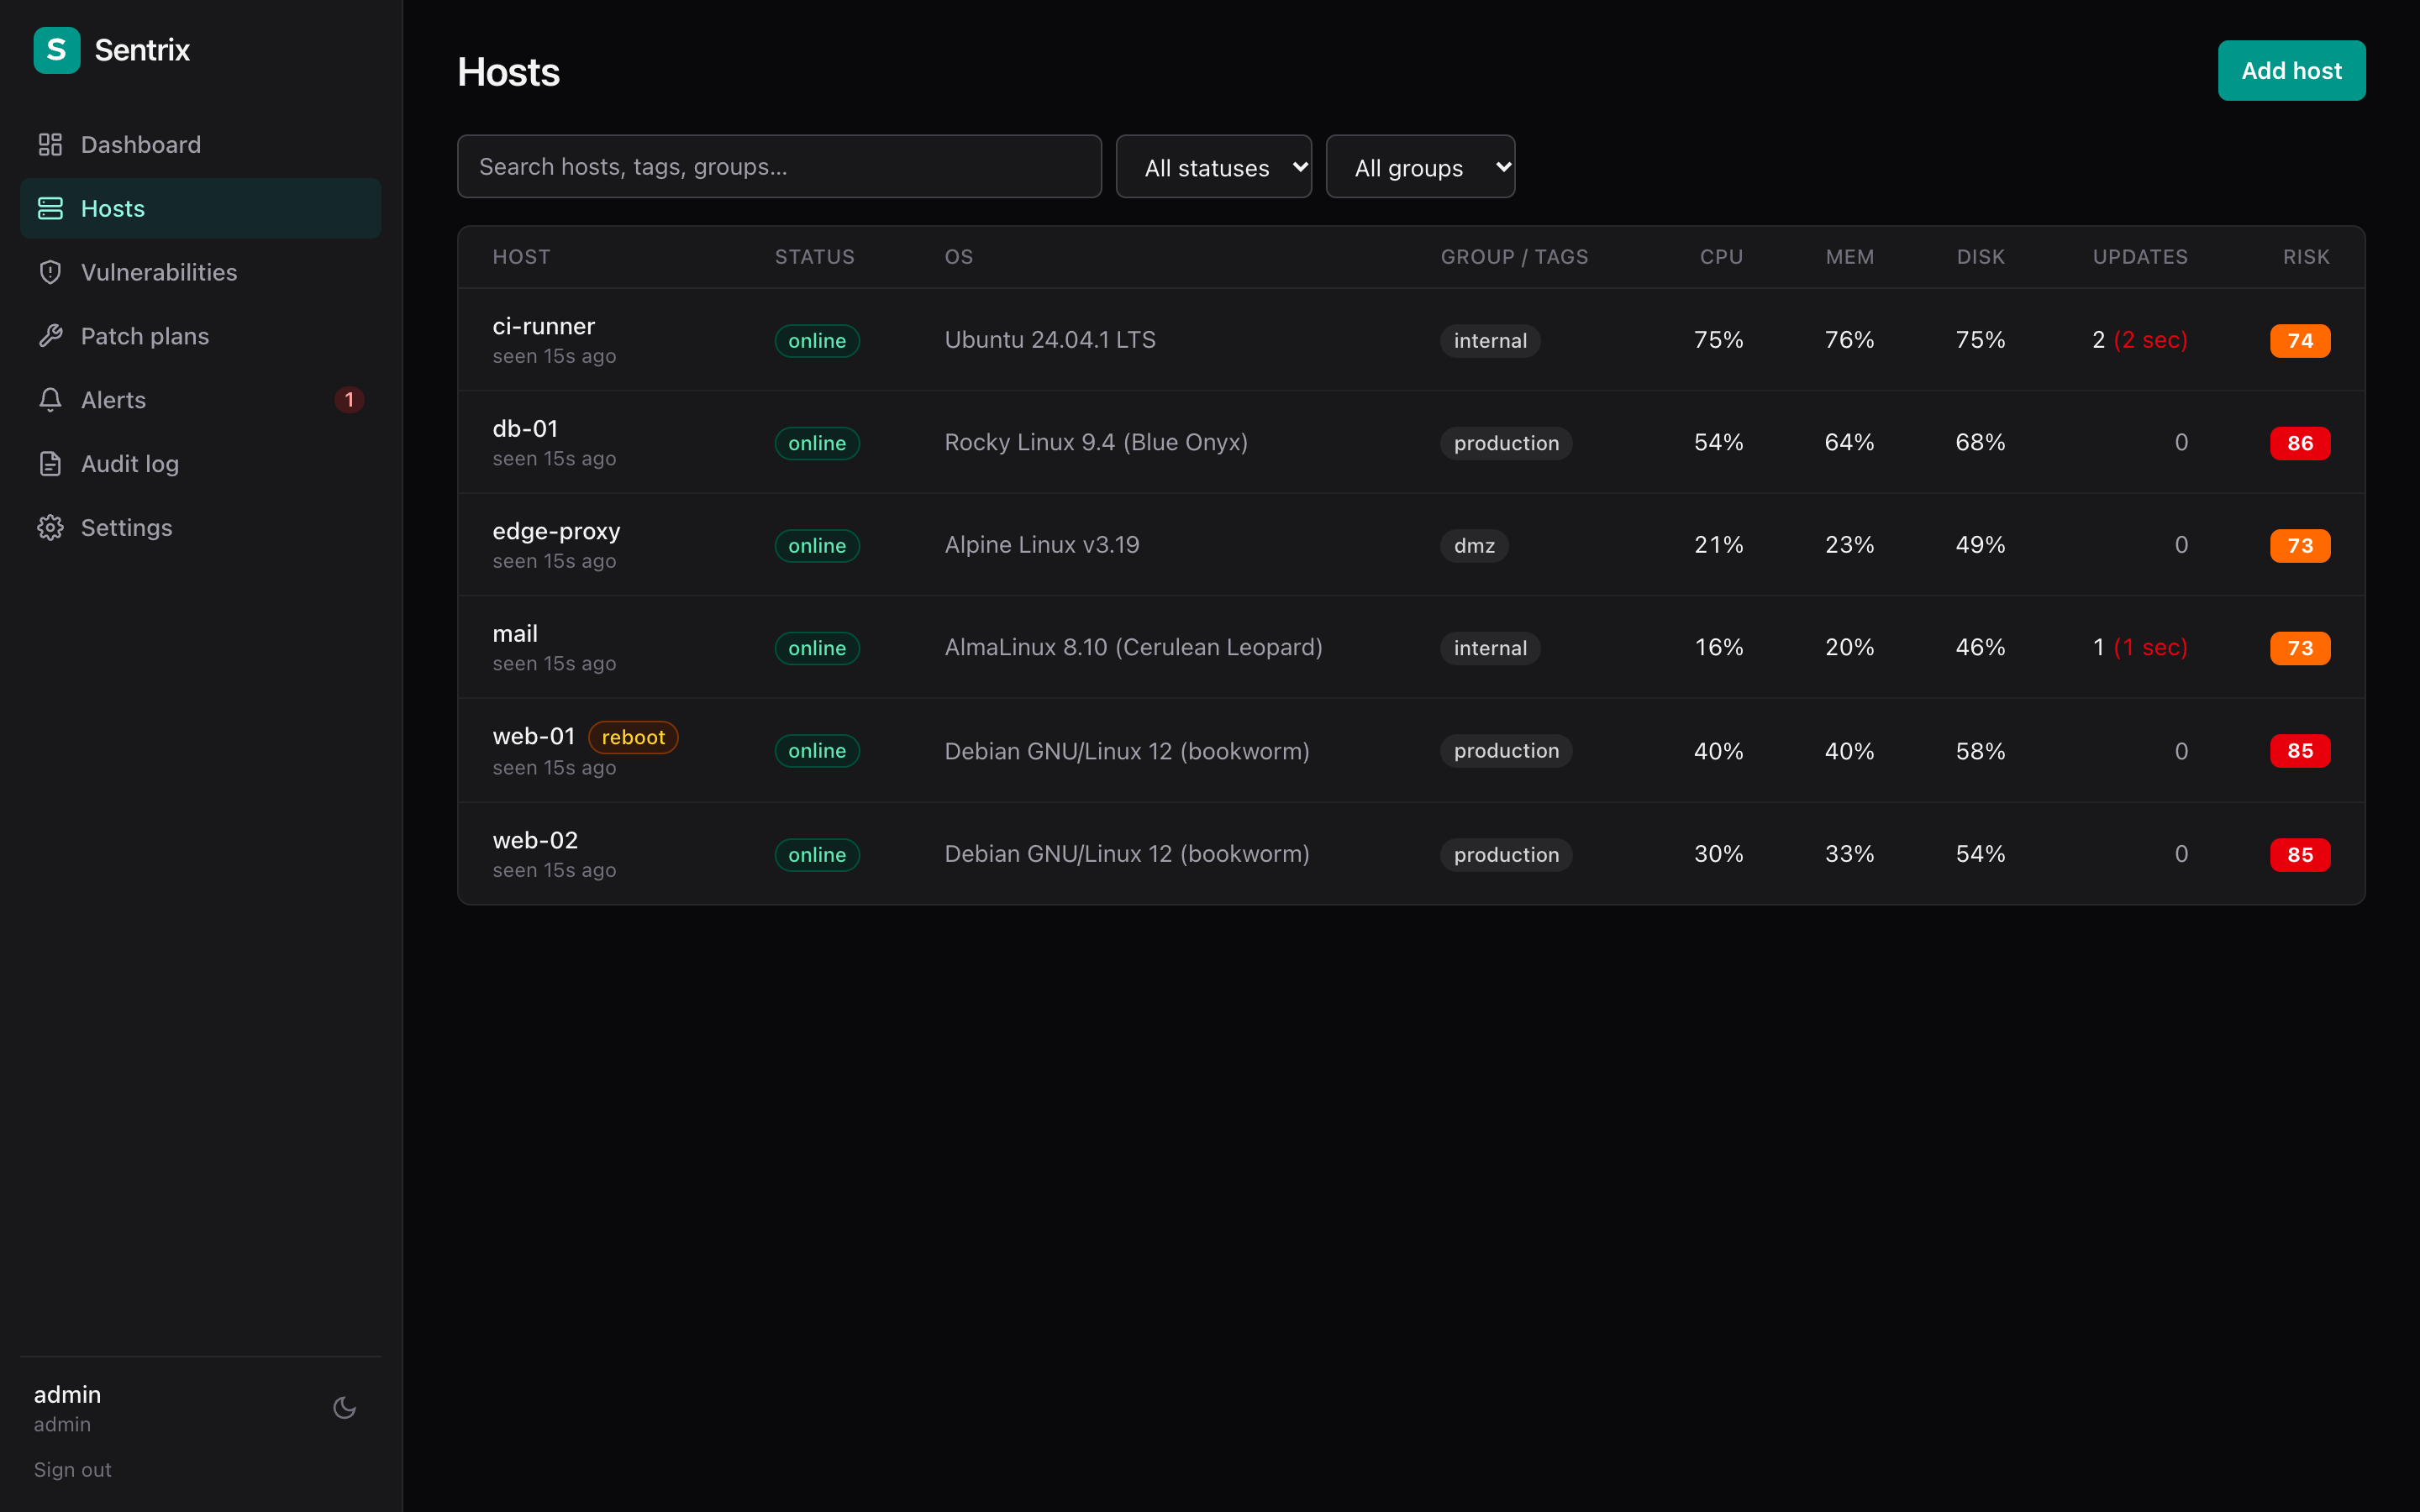 S Sentrix
Dashboard
Hosts
Vulnerabilities
Patch plans
Alerts 1
Audit log
Settings
admin
admin
Sign out
Hosts
Add host
Search hosts, tags, groups...
All statuses
All groups
HOST STATUS OS GROUP / TAGS CPU MEM DISK UPDATES RISK
ci-runner
seen 15s ago
online Ubuntu 24.04.1 LTS internal 75% 76% 75% 2 (2 sec) 74
db-01
seen 15s ago
online Rocky Linux 9.4 (Blue Onyx) production 54% 64% 68% 0 86
edge-proxy
seen 15s ago
online Alpine Linux v3.19 dmz 21% 23% 49% 0 73
mail
seen 15s ago
online AlmaLinux 8.10 (Cerulean Leopard) internal 16% 20% 46% 1 (1 sec) 73
web-01 reboot
seen 15s ago
online Debian GNU/Linux 12 (bookworm) production 40% 40% 58% 0 85
web-02
seen 15s ago
online Debian GNU/Linux 12 (bookworm) production 30% 33% 54% 0 85